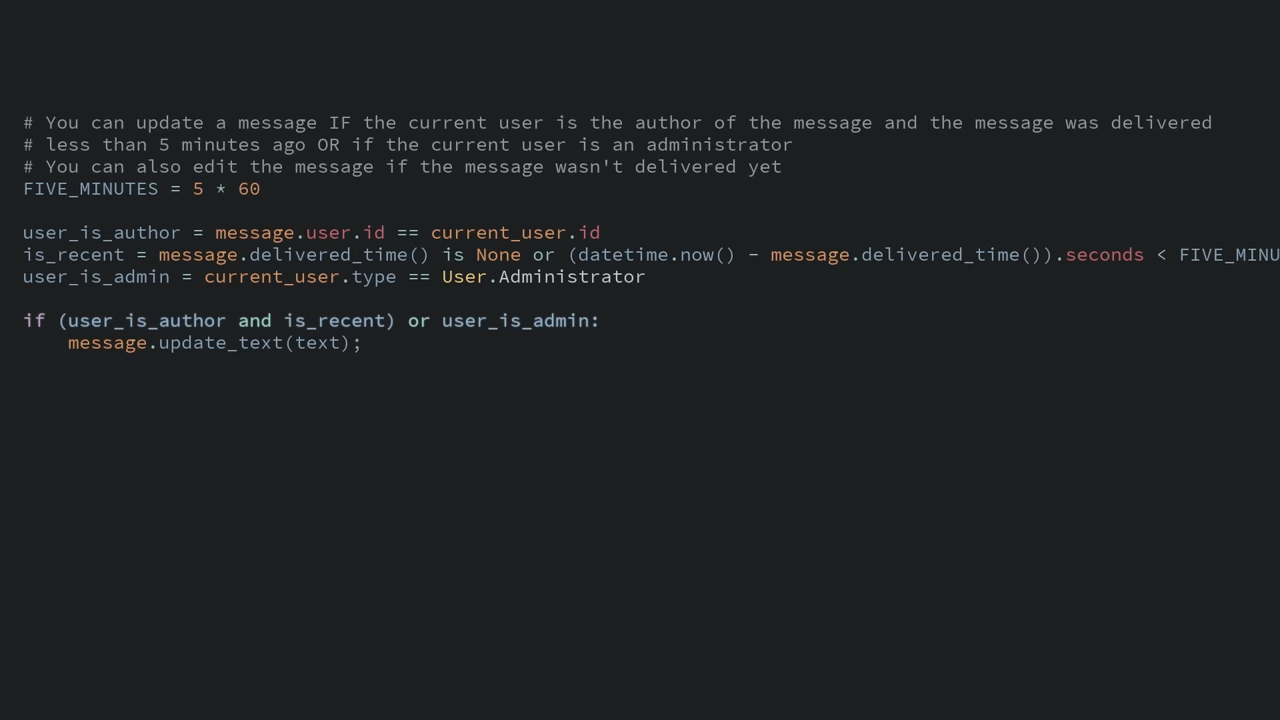 # You can update a message IF the current user is the author of the message and the message was delivered
# less than 5 minutes ago OR if the current user is an administrator
# You can also edit the message if the message wasn't delivered yet
FIVE_MINUTES = 5 * 60
user_is_author = message.user.id == current_user.id
is_recent = message.delivered_time() is None or (datetime.now() - message.delivered_time()).seconds < FIVE_MINU
user_is_admin = current_user.type == User.Administrator
if (user_is_author and is_recent) or user_is_admin:
    message.update_text(text);